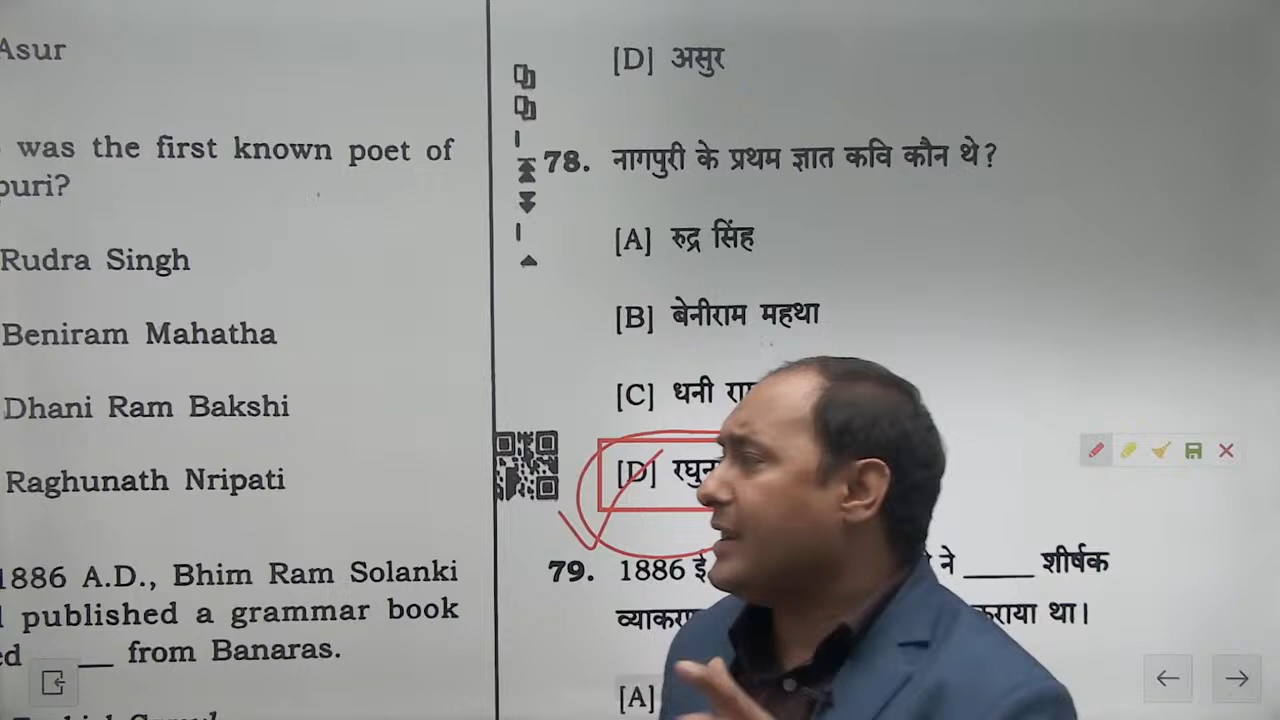 Asur
was the first known poet of
puri?
Rudra Singh
Beniram Mahatha
Dhani Ram Bakshi
Raghunath Nripati
1886 A.D., Bhim Ram Solanki
published a grammar book
ed ___ from Banaras.
[D] असुर
78. नागपुरी के प्रथम ज्ञात कवि कौन थे?
[A] रुद्र सिंह
[B] बेनीराम महथा
[C] धनी
[D]
79. 1886 ने ____ शीर्षक
कराया था।
[A]